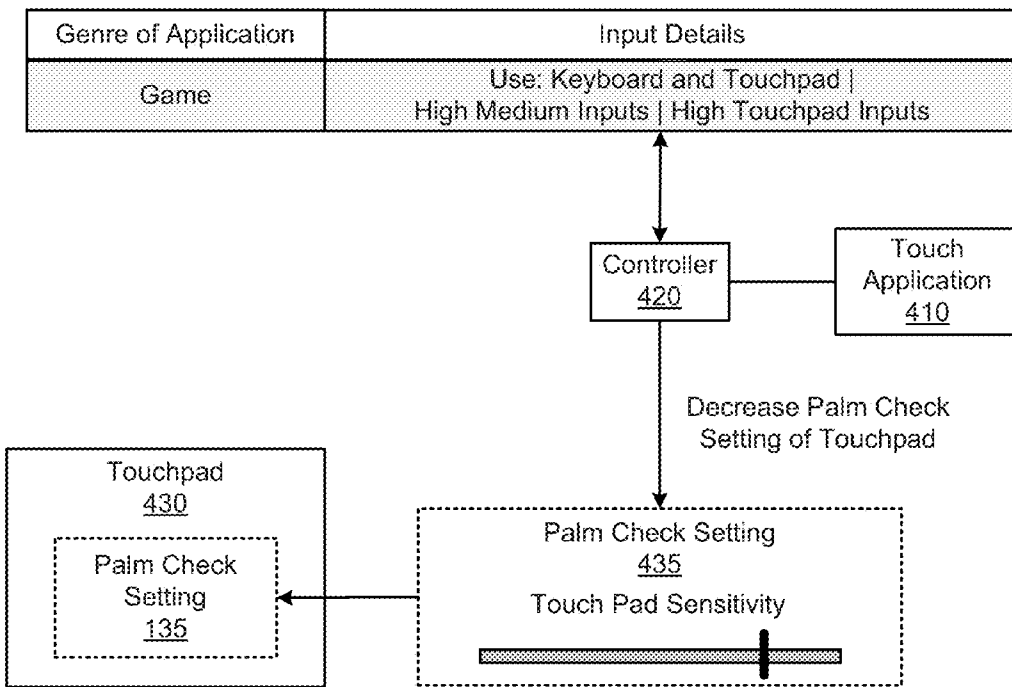 Genre of Application
Input Details
Game
Use: Keyboard and Touchpad |
High Medium Inputs | High Touchpad Inputs
Controller
420
Touch
Application
410
Decrease Palm Check
Setting of Touchpad
Touchpad
430
Palm Check
Setting
135
Palm Check Setting
435
Touch Pad Sensitivity